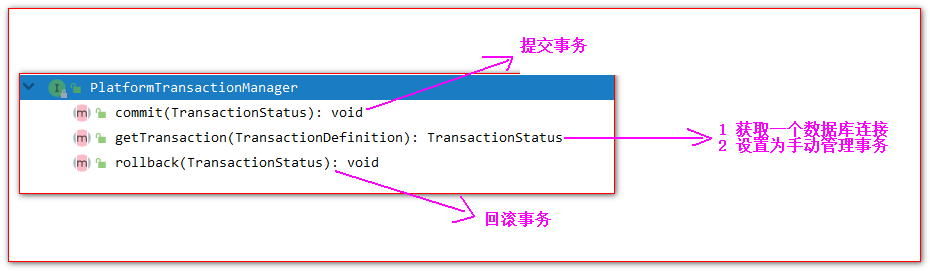 提交事务
PlatformTransactionManager
commit(TransactionStatus): void
getTransaction(TransactionDefinition): TransactionStatus
1 获取一个数据库连接
2 设置为手动管理事务
rollback(TransactionStatus): void
回滚事务